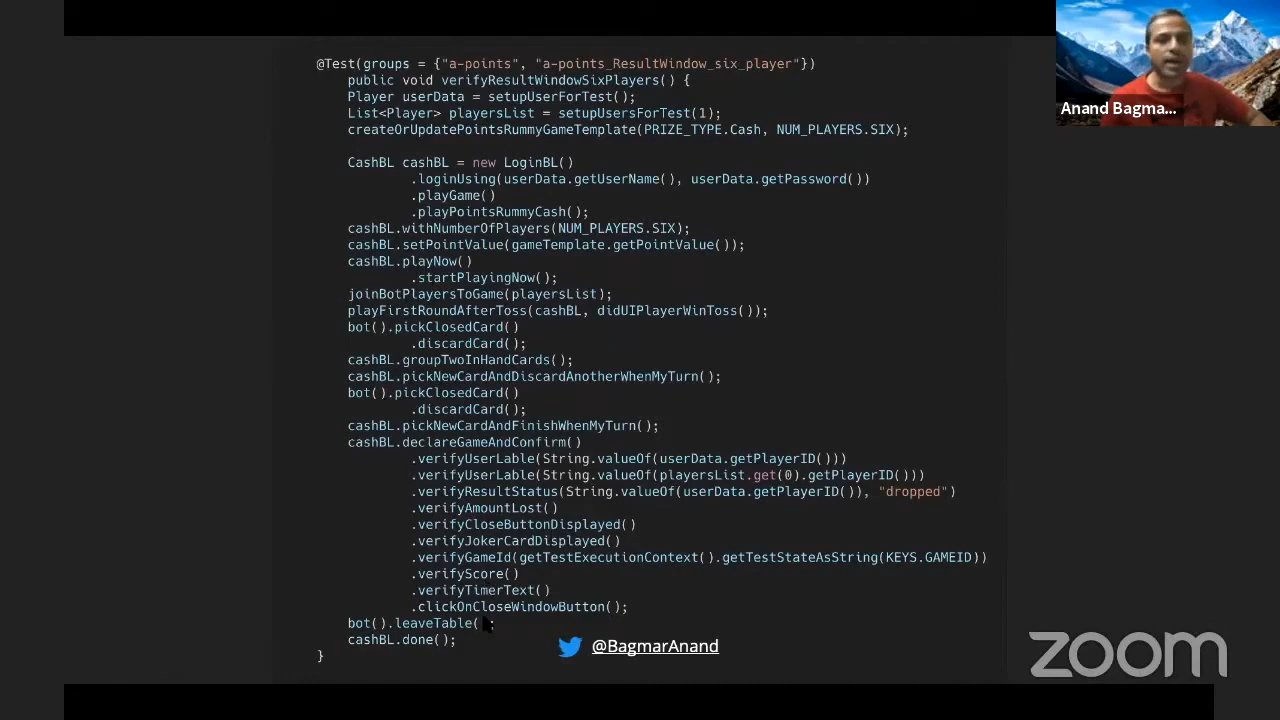 @Test(groups = {"a-points", "a-points_ResultWindow_six_player"})
public void verifyResultWindowSixPlayers() {
Player userData = setupUserForTest();
List<Player> playersList = setupUsersForTest(1);
createOrUpdatePointsRummyGameTemplate(PRIZE_TYPE.Cash, NUM_PLAYERS.SIX);
CashBL cashBL = new LoginBL()
.loginUsing(userData.getUserName(), userData.getPassword())
.playGame()
.playPointsRummyCash();
cashBL.withNumberOfPlayers(NUM_PLAYERS.SIX);
cashBL.setPointValue(gameTemplate.getPointValue());
cashBL.playNow()
.startPlayingNow();
joinBotPlayersToGame(playersList);
playFirstRoundAfterToss(cashBL, didUIPlayerWinToss());
bot().pickClosedCard()
.discardCard();
cashBL.groupTwoInHandCards();
cashBL.pickNewCardAndDiscardAnotherWhenMyTurn();
bot().pickClosedCard()
.discardCard();
cashBL.pickNewCardAndFinishWhenMyTurn();
cashBL.declareGameAndConfirm()
.verifyUserLable(String.valueOf(userData.getPlayerID()))
.verifyUserLable(String.valueOf(playersList.get(0).getPlayerID()))
.verifyResultStatus(String.valueOf(userData.getPlayerID()), "dropped")
.verifyAmountLost()
.verifyCloseButtonDisplayed()
.verifyJokerCardDisplayed()
.verifyGameId(getTestExecutionContext().getTestStateAsString(KEYS.GAMEID))
.verifyScore()
.verifyTimerText()
.clickOnCloseWindowButton();
bot().leaveTable( ;
cashBL.done();
}
@BagmarAnand
Anand Bagma...
zoom